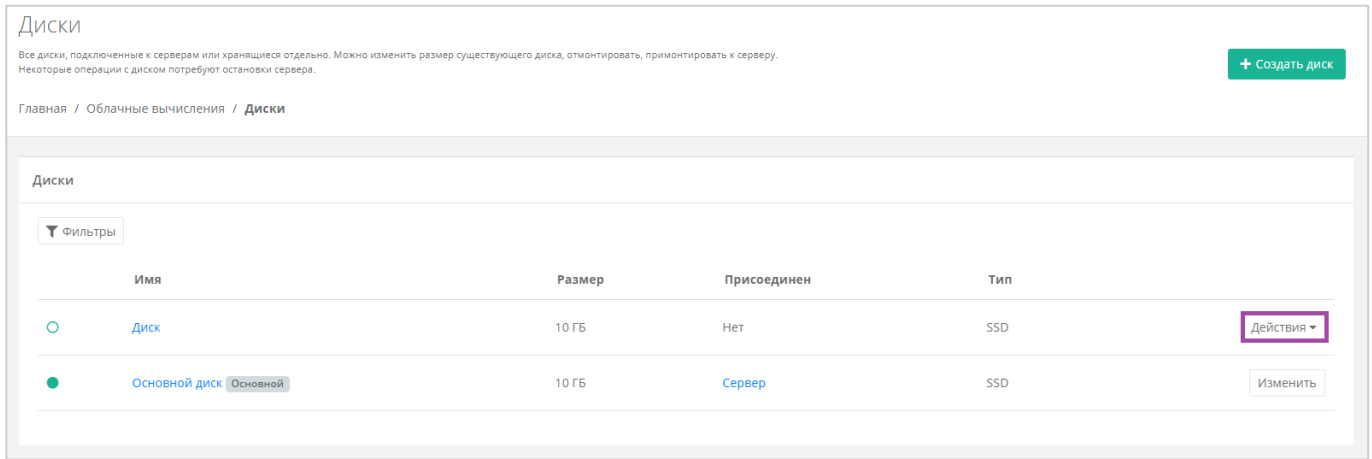 Диски
Все диски, подключенные к серверам или хранящиеся отдельно. Можно изменить размер существующего диска, отмонтировать, примонтировать к серверу.
Некоторые операции с диском потребуют остановки сервера.
+ Создать диск
Главная / Облачные вычисления / Диски
Диски
Фильтры
Имя Размер Присоединен Тип
Диск 10 ГБ Нет SSD Действия
Основной диск Основной 10 ГБ Сервер SSD Изменить